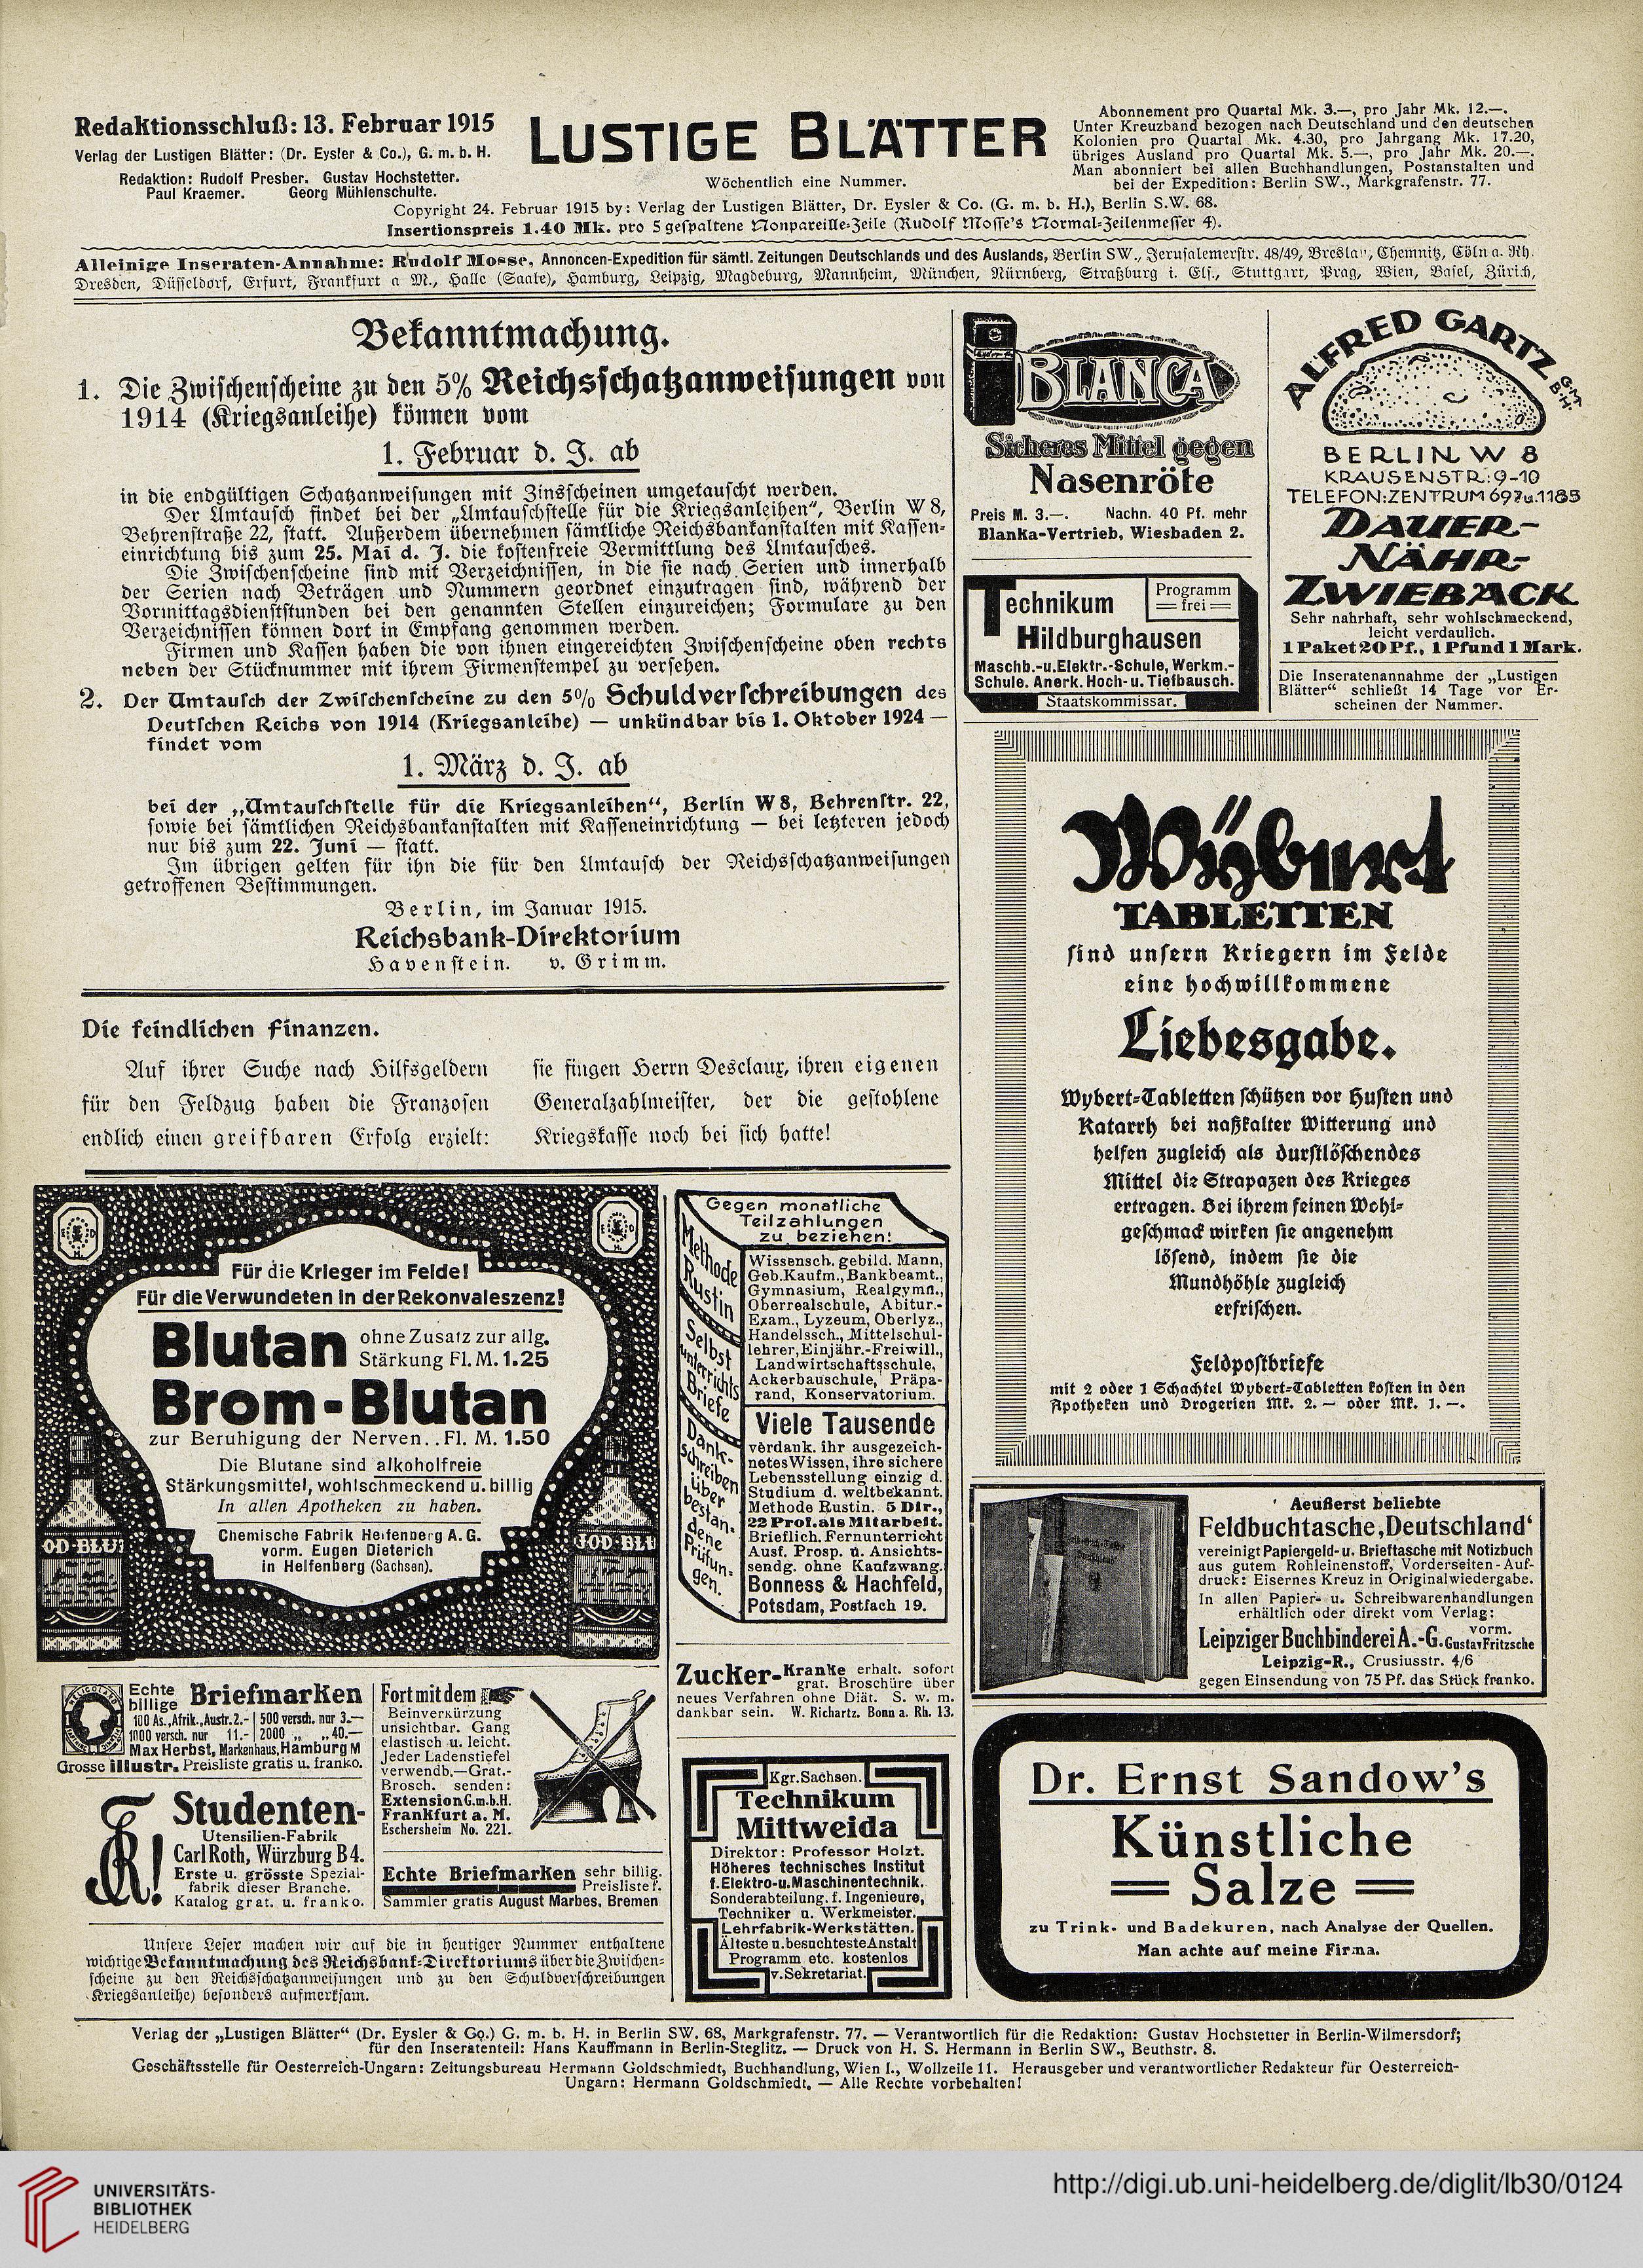 Redaktionsschluß: 13. Februar 1915
Verlag der Lustigen Blätter: (Dr. Eysler & Co.), G. m. b. H.
Redaktion: Rudolf Presber. Gustav Hochstetter.
Paul Kraemer. Georg Mühlenschulte.
LUSTIGE BLÄTTER
Wöchentlich eine Nummer.
Abonnement pro Quartal Mk. 3.—, pro Jahr Mk. 12.—.
Unter Kreuzband bezogen nach Deutschland und den deutschen
Kolonien pro Quartal Mk. 4.30, pro Jahrgang Mk. 17.20,
übriges Ausland pro Quartal Mk. 5.—, pro Jahr Mk. 20.—.
Man abonniert bei allen Buchhandlungen, Postanstalten und
bei der Expedition: Berlin SW., Markgrafenstr. 77.
Copyright 24. Februar 1915 by: Verlag der Lustigen Blätter, Dr. Eysler & Co. (G. m. b. H.), Berlin S.W. 68.
Insertionspreis 1.40 Mk. pro 5 gespaltene Nonpareille-Zeile (Rudolf Mosse's Normal-Zeilenmesser 4).
Alleinige Inseraten-Annahme: Rudolf Mosse, Annoncen-Expedition für sämtl. Zeitungen Deutschlands und des Auslands, Berlin SW., Jerusalemerstr. 48/49, Breslau, Chemnitz, Cöln a. Rh.
Dresden, Düsseldorf, Erfurt, Frankfurt a M., Halle (Saale), Hamburg, Leipzig, Magdeburg, Mannheim, München, Nürnberg, Straßburg i. Els., Stuttgart, Prag, Wien, Basel, Zürich,
Bekanntmachung.
1. Die Zwischenscheine zu den 5% Reichsschatzanweisungen von
1914 (Kriegsanleihe) können vom
1. Februar d. J. ab
in die endgültigen Schatzanweisungen mit Zinsscheinen umgetauscht werden.
Der Umtausch findet bei der „Umtauschstelle für die Kriegsanleihen“, Berlin W 8,
Behrenstraße 22, statt. Außerdem übernehmen sämtliche Reichsbankanstalten mit Kassen-
einrichtung bis zum 25. Mai d. J. die kostenfreie Vermittlung des Umtausches.
Die Zwischenscheine sind mit Verzeichnissen, in die sie nach Serien und innerhalb
der Serien nach Beträgen und Nummern geordnet einzutragen sind, während der
Vormittagsdienststunden bei den genannten Stellen einzureichen; Formulare zu den
Verzeichnissen können dort in Empfang genommen werden.
Firmen und Kassen haben die von ihnen eingereichten Zwischenscheine oben rechts
neben der Stücknummer mit ihrem Firmenstempel zu versehen.
2. Der Umtausch der Zwischenscheine zu den 5% Schuldverschreibungen des
Deutschen Reichs von 1914 (Kriegsanleihe) — unkündbar bis 1. Oktober 1924 —
findet vom
1. März d. J. ab
bei der „Umtauschstelle für die Kriegsanleihen“, Berlin W 8, Behrenstr. 22,
sowie bei sämtlichen Reichsbankanstalten mit Kasseneinrichtung — bei letzteren jedoch
nur bis zum 22. Juni — statt.
Im übrigen gelten für ihn die für den Umtausch der Reichsschatzanweisungen
getroffenen Bestimmungen.
Berlin, im Januar 1915.
Reichsbank-Direktorium
Havenstein. v. Grimm.
Die feindlichen Finanzen.
Auf ihrer Suche nach Hilfsgeldern
für den Feldzug haben die Franzosen
endlich einen greifbaren Erfolg erzielt:
sie fingen Herrn Desclaux, ihren eigenen
Generalzahlmeister, der die gestohlene
Kriegskasse noch bei sich hatte!
BLANCA
Sicheres Mittel gegen
Nasenröte
Preis M. 3.—. Nachn. 40 Pf. mehr
Blanka-Vertrieb, Wiesbaden 2.
Technikum
Programm
frei
Hildburghausen
Maschb.-u.Elektr.-Schule, Werkm.-
Schule. Anerk. Hoch- u. Tiefbausch.
Staatskommissar.
ALFRED GARTZ G.M.B.H.
BERLIN W 8
KRAUSENSTR.: 9-10
TELEFON: ZENTRUM 697 u. 1185
DAUER-
NÄHR-
ZWIEBACK
Sehr nahrhaft, sehr wohlschmeckend,
leicht verdaulich.
1 Paket 20 Pf., 1 Pfund 1 Mark.
Die Inseratenannahme der „Lustigen
Blätter“ schließt 14 Tage vor Er-
scheinen der Nummer.
Wybert
TABLETTEN
sind unsern Kriegern im Felde
eine hochwillkommene
Liebesgabe.
Wybert-Tabletten schützen vor Husten und
Katarrh bei naßkalter Witterung und
helfen zugleich als durstlöschendes
Mittel die Strapazen des Krieges
ertragen. Bei ihrem feinen Wohl-
geschmack wirken sie angenehm
lösend, indem sie die
Mundhöhle zugleich
erfrischen.
Feldpostbriefe
mit 2 oder 1 Schachtel Wybert-Tabletten kosten in den
Apotheken und Drogerien Mk. 2.— oder Mk. 1.—.
Für die Krieger im Felde!
Für die Verwundeten in der Rekonvaleszenz!
Blutan ohne Zusatz zur allg.
Stärkung Fl. M. 1.25
Brom-Blutan
zur Beruhigung der Nerven..Fl. M. 1.50
Die Blutane sind alkoholfreie
Stärkungsmittel, wohlschmeckend u. billig
In allen Apotheken zu haben.
Chemische Fabrik Helfenberg A. G.
vorm. Eugen Dieterich
in Helfenberg (Sachsen).
OD-BLU
JOD-BLU
Gegen monatliche
Teilzahlungen
zu beziehen:
Methode
Rustin
Selbst
unterrichts
Briefe
Dank-
schreiben
über
bestan-
dene
Prüfun-
gen.
Wissensch. gebild. Mann,
Geb. Kaufm., Bankbeamt.,
Gymnasium, Realgymn.,
Oberrealschule, Abitur.-
Exam., Lyzeum, Oberlyz.,
Handelssch., Mittelschul-
lehrer, Einjähr.-Freiwill.,
Landwirtschaftsschule,
Ackerbauschule, Präpa-
rand, Konservatorium.
Viele Tausende
verdank. ihr ausgezeich-
netes Wissen, ihre sichere
Lebensstellung einzig d.
Studium d. weltbekannt.
Methode Rustin. 5 Dir.,
22 Prof. als Mitarbeit.
Brieflich. Fernunterricht
Ausf. Prosp. u. Ansichts-
sendg. ohne Kaufzwang.
Bonness & Hachfeld,
Potsdam, Postfach 19.
Aeußerst beliebte
Feldbuchtasche „Deutschland“
vereinigt Papiergeld- u. Brieftasche mit Notizbuch
aus gutem Rohleinenstoff, Vorderseiten-Auf-
druck: Eisernes Kreuz in Originalwiedergabe.
In allen Papier- u. Schreibwarenhandlungen
erhältlich oder direkt vom Verlag:
Leipziger Buchbinderei A.-G. vorm. Gustav Fritzsche
Leipzig-R., Crusiusstr. 4/6
gegen Einsendung von 75 Pf. das Stück franko.
Echte billige Briefmarken
100 As., Afrik., Austr. 2.- | 500 versch. nur 3.—
1000 versch. nur 11.- | 2000 „ „ 40.—
Max Herbst, Markenhaus, Hamburg M
Grosse illustr. Preisliste gratis u. franko.
Studenten-
Utensilien-Fabrik
Carl Roth, Würzburg B 4.
Erste u. grösste Spezial-
fabrik dieser Branche.
Katalog grat. u. franko.
Fort mit dem
Beinverkürzung
unsichtbar. Gang
elastisch u. leicht.
Jeder Ladenstiefel
verwendb.—Grat.-
Brosch. senden:
Extension G.m.b.H.
Frankfurt a. M.
Eschersheim No. 221.
Echte Briefmarken sehr billig.
Preisliste f.
Sammler gratis August Marbes, Bremen
Zucker-Kranke erhalt. sofort
grat. Broschüre über
neues Verfahren ohne Diät. S. w. m.
dankbar sein. W. Richartz, Bonn a. Rh. 13.
Kgr. Sachsen.
Technikum
Mittweida
Direktor: Professor Holzt.
Höheres technisches Institut
f. Elektro- u. Maschinentechnik.
Sonderabteilung. f. Ingenieure,
Techniker u. Werkmeister.
Lehrfabrik-Werkstätten.
Älteste u. besuchteste Anstalt
Programm etc. kostenlos
v. Sekretariat.
Dr. Ernst Sandow's
Künstliche
Salze
zu Trink- und Badekuren, nach Analyse der Quellen.
Man achte auf meine Firma.
Unsere Leser machen wir auf die in heutiger Nummer enthaltene
wichtige Bekanntmachung des Reichsbank-Direktoriums über die Zwischen-
scheine zu den Reichsschatzanweisungen und zu den Schuldverschreibungen
Kriegsanleihe) besonders aufmerksam.
Verlag der „Lustigen Blätter“ (Dr. Eysler & Co.) G. m. b. H. in Berlin SW. 68, Markgrafenstr. 77. — Verantwortlich für die Redaktion: Gustav Hochstetter in Berlin-Wilmersdorf;
für den Inseratenteil: Hans Kauffmann in Berlin-Steglitz. — Druck von H. S. Hermann in Berlin SW., Beuthstr. 8.
Geschäftsstelle für Oesterreich-Ungarn: Zeitungsbureau Hermann Goldschmiedt, Buchhandlung, Wien I., Wollzeile 11. Herausgeber und verantwortlicher Redakteur für Oesterreich-
Ungarn: Hermann Goldschmiedt. — Alle Rechte vorbehalten!
UNIVERSITÄTS-
BIBLIOTHEK
HEIDELBERG
http://digi.ub.uni-heidelberg.de/diglit/lb30/0124